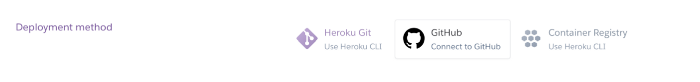 Deployment method
Heroku Git
Use Heroku CLI
GitHub
Connect to GitHub
Container Registry
Use Heroku CLI